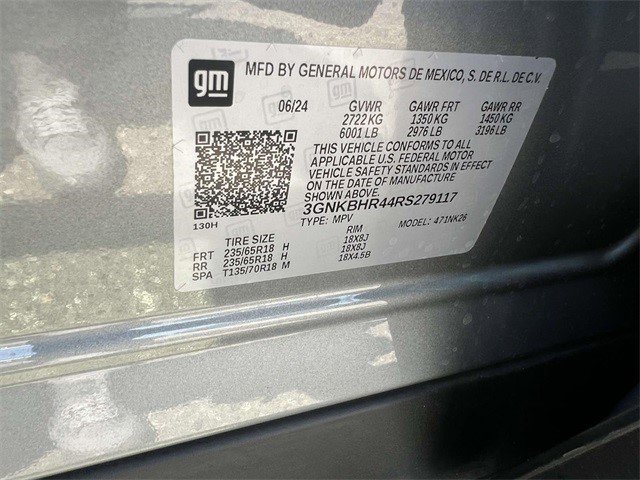 gm
MFD BY GENERAL MOTORS DE MEXICO, S. DE R.L. DE C.V.
06/24 GVWR GAWR FRT GAWR RR
2722 KG 1350 KG 1450 KG
6001 LB 2976 LB 3196 LB
THIS VEHICLE CONFORMS TO ALL
APPLICABLE U.S. FEDERAL MOTOR
VEHICLE SAFETY STANDARDS IN EFFECT
ON THE DATE OF MANUFACTURE
SHOWN ABOVE.
3GNKBHR44RS279117
130H TYPE: MPV MODEL: 471NK26
TIRE SIZE RIM
FRT 235/65R18 H 18X8J
RR 235/65R18 H 18X8J
SPA T135/70R18 M 18X4.5B